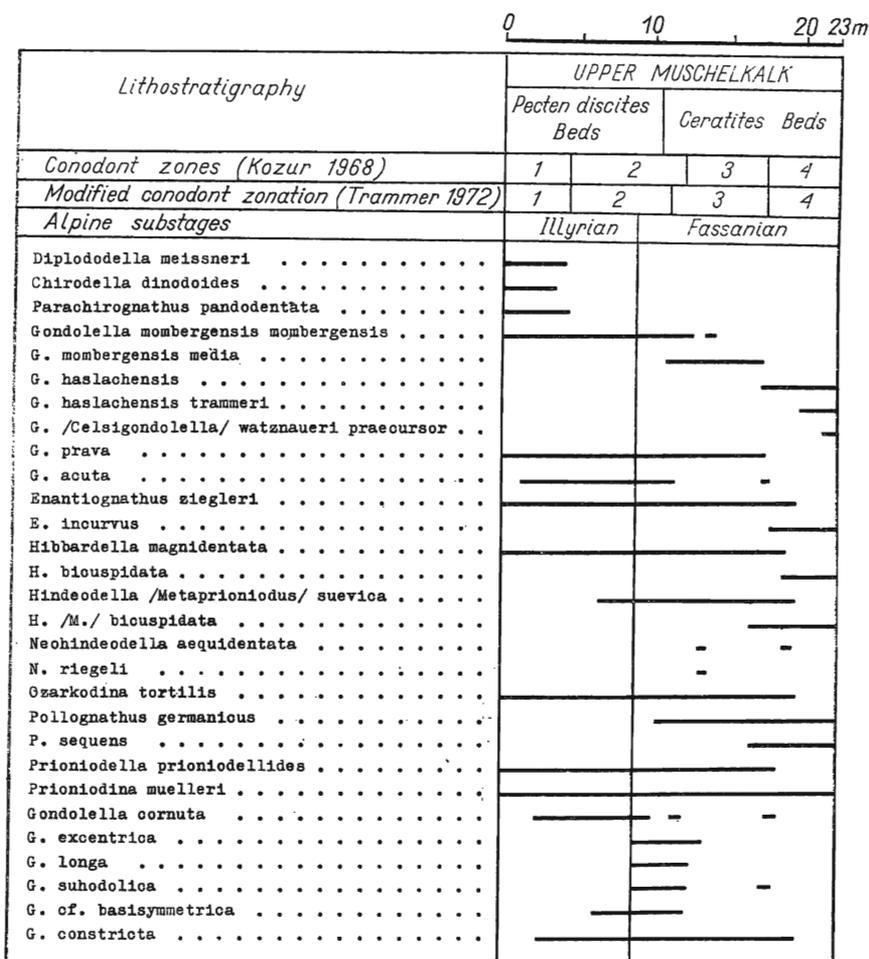 0 10 20 23m
Lithostratigraphy
UPPER MUSCHELKALK
Pecten discites
Beds
Ceratites Beds
Conodont zones (Kozur 1968) 1 2 3 4
Modified conodont zonation (Trammer 1972) 1 2 3 4
Alpine substages Illyrian Fassanian
Diplododella meissneri
Chirodella dinodoides
Parachirognathus pandodentata
Gondolella mombergensis mombergensis
G. mombergensis media
G. haslachensis
G. haslachensis trammeri
G. /Celsigondolella/ watznaueri praecursor
G. prava
G. acuta
Enantiognathus ziegleri
E. incurvus
Hibbardella magnidentata
H. bicuspidata
Hindeodella /Metaprioniodus/ suevica
H. /M./ bicuspidata
Neohindeodella aequidentata
N. riegeli
Ozarkodina tortilis
Pollognathus germanicus
P. sequens
Prioniodella prioniodellides
Prioniodina muelleri
Gondolella cornuta
G. excentrica
G. longa
G. suhodolica
G. cf. basisymmetrica
G. constricta